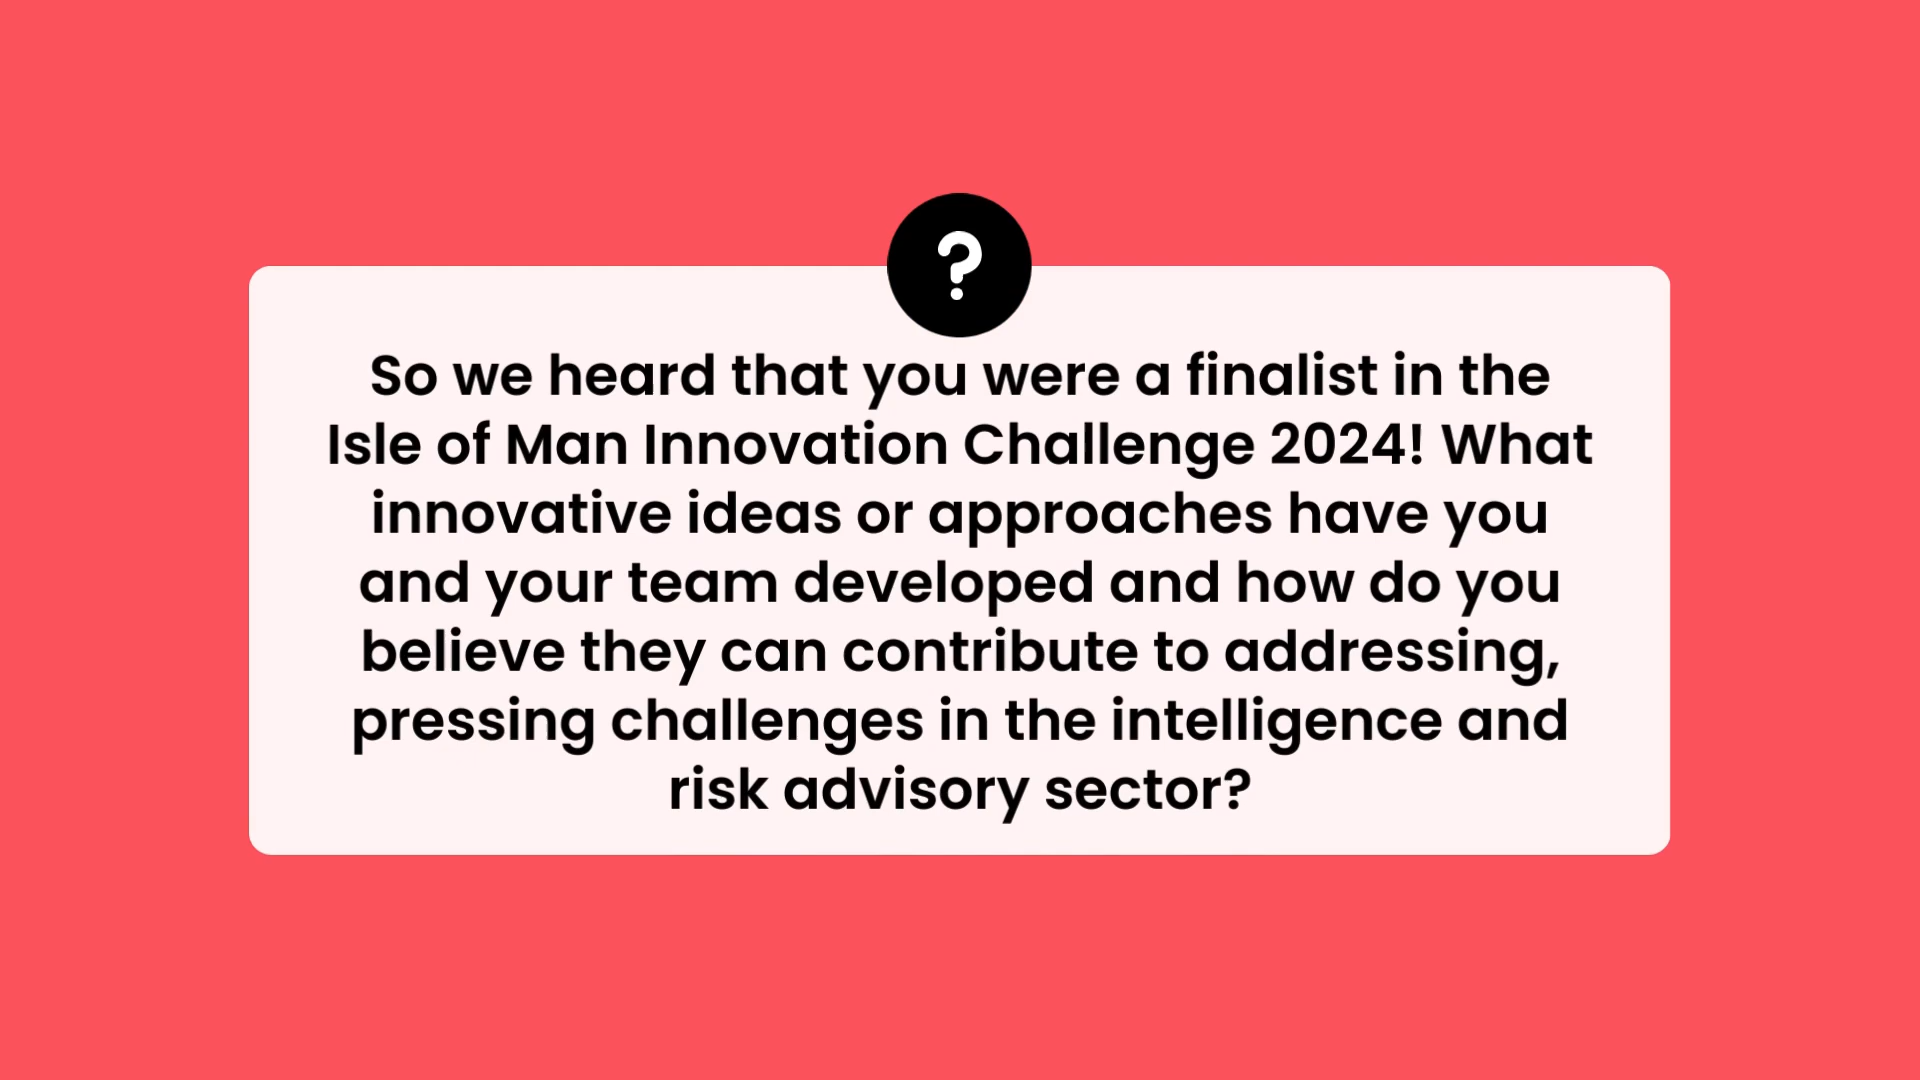 ?
So we heard that you were a finalist in the
Isle of Man Innovation Challenge 2024! What
innovative ideas or approaches have you
and your team developed and how do you
believe they can contribute to addressing,
pressing challenges in the intelligence and
risk advisory sector?